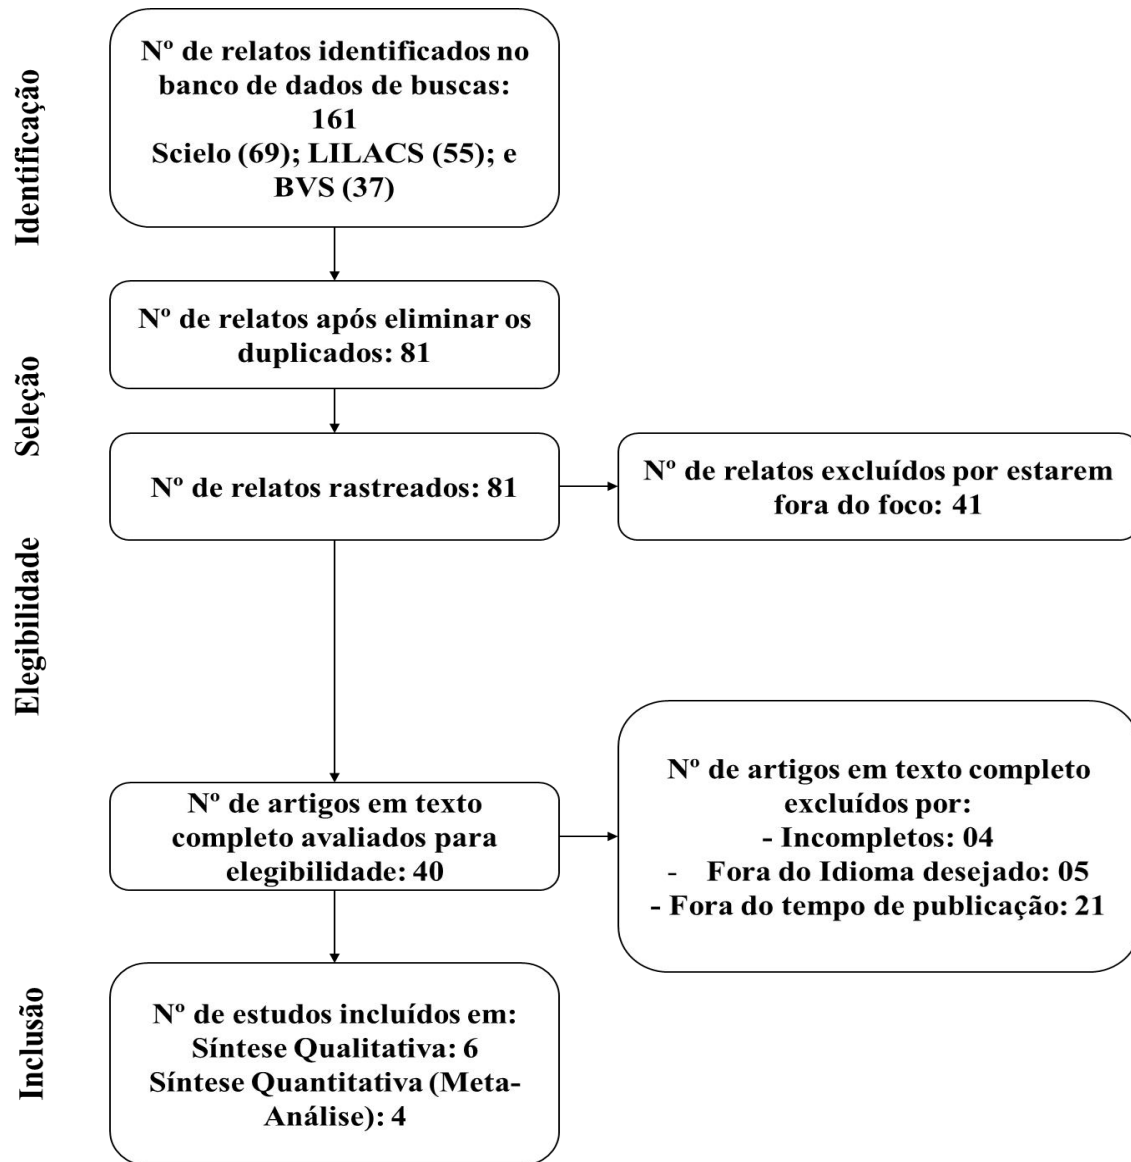 Identificação
Nº de relatos identificados no
banco de dados de buscas:
161
Scielo (69); LILACS (55); e
BVS (37)
Seleção
Nº de relatos após eliminar os
duplicados: 81
Nº de relatos rastreados: 81
Nº de relatos excluídos por estarem
fora do foco: 41
Elegibilidade
Nº de artigos em texto
completo avaliados para
elegibilidade: 40
Nº de artigos em texto completo
excluídos por:
- Incompletos: 04
- Fora do Idioma desejado: 05
- Fora do tempo de publicação: 21
Inclusão
Nº de estudos incluídos em:
Síntese Qualitativa: 6
Síntese Quantitativa (Meta-
Análise): 4